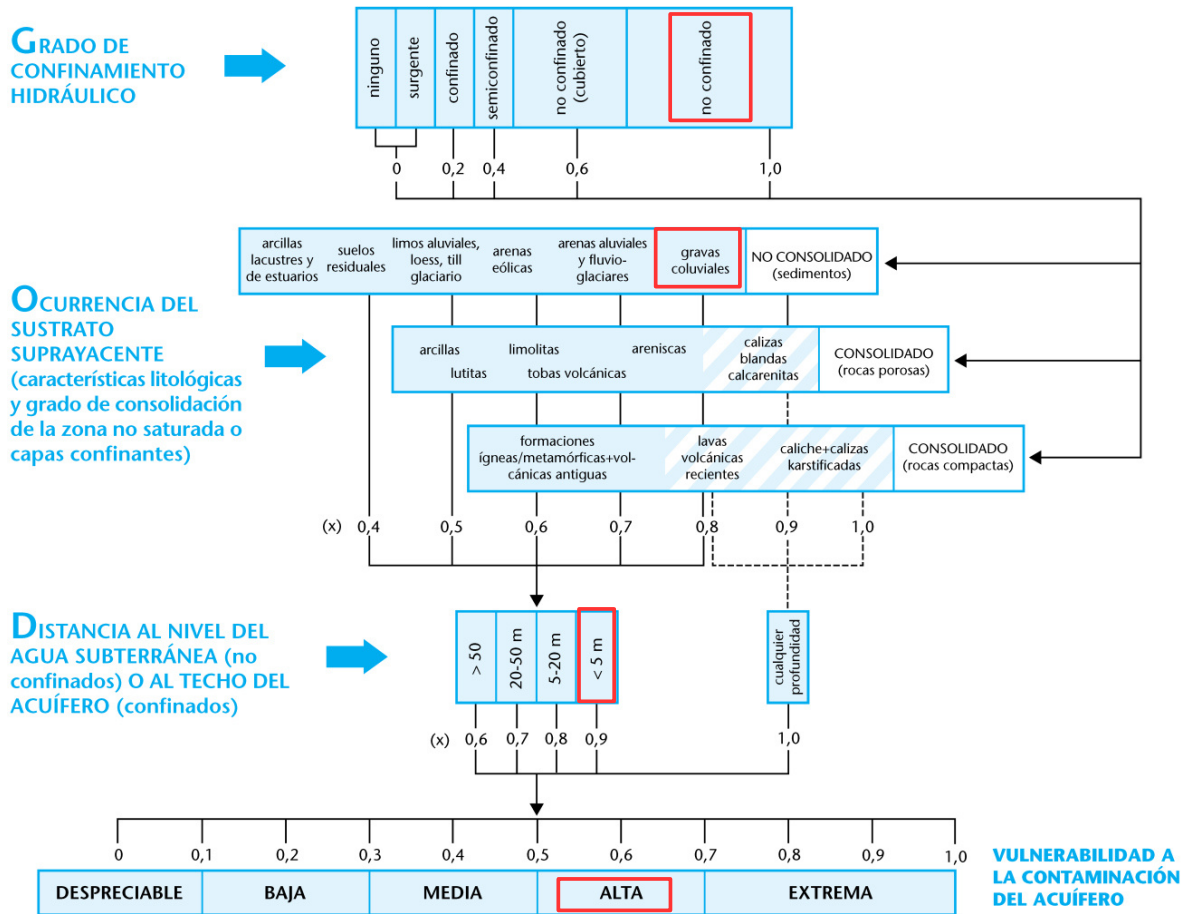 GRADO DE
CONFINAMIENTO
HIDRÁULICO
ninguno
surgente
confinado
semiconfinado
no confinado
(cubierto)
no confinado
0
0,2
0,4
0,6
1,0
OCURRENCIA DEL
SUSTRATO
SUPRAYACENTE
(características litológicas
y grado de consolidación
de la zona no saturada o
capas confinantes)
arcillas
lacustres y
de estuarios
suelos
residuales
limos aluviales,
loess, till
glaciario
arenas
eólicas
arenas aluviales
y fluvio-
glaciares
gravas
coluviales
NO CONSOLIDADO
(sedimentos)
arcillas
lutitas
limolitas
tobas volcánicas
areniscas
calizas
blandas
calcarenitas
CONSOLIDADO
(rocas porosas)
formaciones
ígneas/metamórficas+vol-
cánicas antiguas
lavas
volcánicas
recientes
caliche+calizas
karstificadas
CONSOLIDADO
(rocas compactas)
(x) 0,4 0,5 0,6 0,7 0,8 0,9 1,0
DISTANCIA AL NIVEL DEL
AGUA SUBTERRÁNEA (no
confinados) O AL TECHO DEL
ACUÍFERO (confinados)
> 50
20-50 m
5-20 m
< 5 m
cualquier
profundidad
(x) 0,6 0,7 0,8 0,9 1,0
0 0,1 0,2 0,3 0,4 0,5 0,6 0,7 0,8 0,9 1,0
DESPRECIABLE BAJA MEDIA ALTA EXTREMA
VULNERABILIDAD A
LA CONTAMINACIÓN
DEL ACUÍFERO